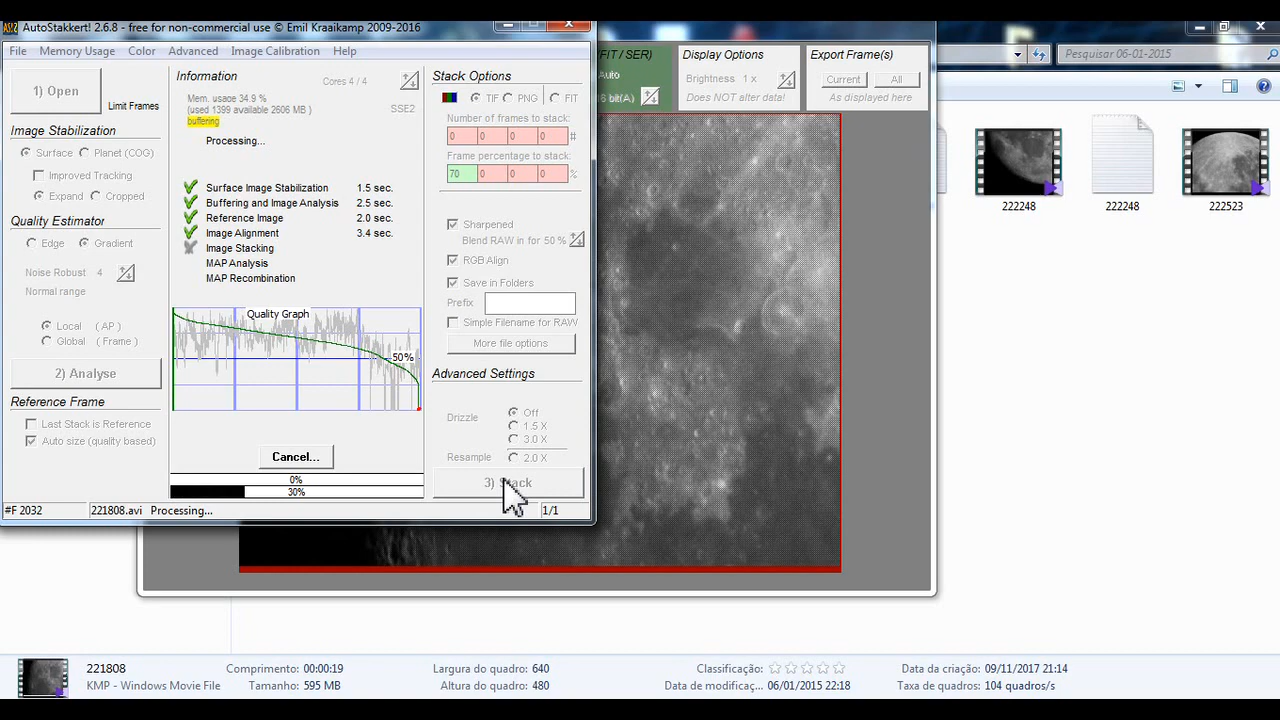 AutoStakkert! 2.6.8 - free for non-commercial use © Emil Kraaikamp 2009-2016
File Memory Usage Color Advanced Image Calibration Help
1) Open
Limit Frames
Image Stabilization
Surface Planet (COG)
Improved Tracking
Expand Cropped
Quality Estimator
Edge Gradient
Noise Robust 4
Normal range
Local (AP)
Global (Frame)
2) Analyse
Reference Frame
Last Stack is Reference
Auto size (quality based)
Information
Cores 4 / 4
Mem. usage 34.9 %
(used 1399 available 2606 MB )
SSE2
buffering
Processing...
Surface Image Stabilization 1.5 sec.
Buffering and Image Analysis 2.5 sec.
Reference Image 2.0 sec.
Image Alignment 3.4 sec.
Image Stacking
MAP Analysis
MAP Recombination
Quality Graph
50%
Cancel...
0%
30%
Stack Options
TIF PNG FIT
Number of frames to stack:
0 0 0 0 #
Frame percentage to stack:
70 0 0 0 %
Sharpened
Blend RAW in for 50 %
RGB Align
Save in Folders
Prefix
Simple Filename for RAW
More file options
Advanced Settings
Drizzle
Off
1.5 X
3.0 X
Resample 2.0 X
3) Stack
#F 2032 221808.avi Processing... 1/1
FIT / SER)
Auto
bit(A)
Display Options
Brightness 1 x
Does NOT alter data!
Export Frame(s)
Current All
As displayed here
Pesquisar 06-01-2015
222248 222248 222523
221808 Comprimento: 00:00:19 Largura do quadro: 640 Classificação: Data da criação: 09/11/2017 21:14
KMP - Windows Movie File Tamanho: 595 MB Altura do quadro: 480 Data de modificaç... 06/01/2015 22:18 Taxa de quadros: 104 quadros/s